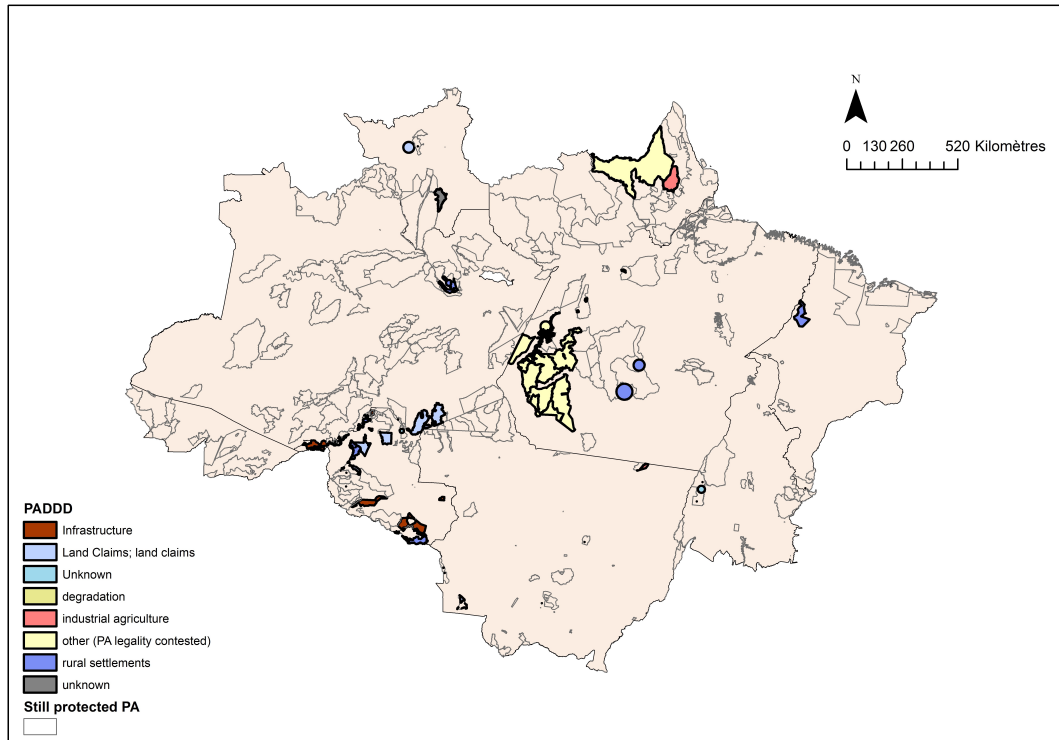 N
0 130 260 520 Kilomètres
PADDD
Infrastructure
Land Claims; land claims
Unknown
degradation
industrial agriculture
other (PA legality contested)
rural settlements
unknown
Still protected PA